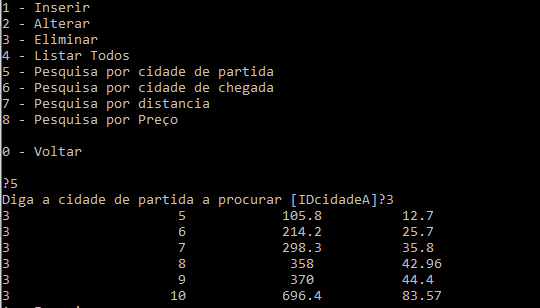 1 - Inserir
2 - Alterar
3 - Eliminar
4 - Listar Todos
5 - Pesquisa por cidade de partida
6 - Pesquisa por cidade de chegada
7 - Pesquisa por distancia
8 - Pesquisa por Preço
0 - Voltar
?5
Diga a cidade de partida a procurar [IDcidadeA]?3
3 5 105.8 12.7
3 6 214.2 25.7
3 7 298.3 35.8
3 8 358 42.96
3 9 370 44.4
3 10 696.4 83.57